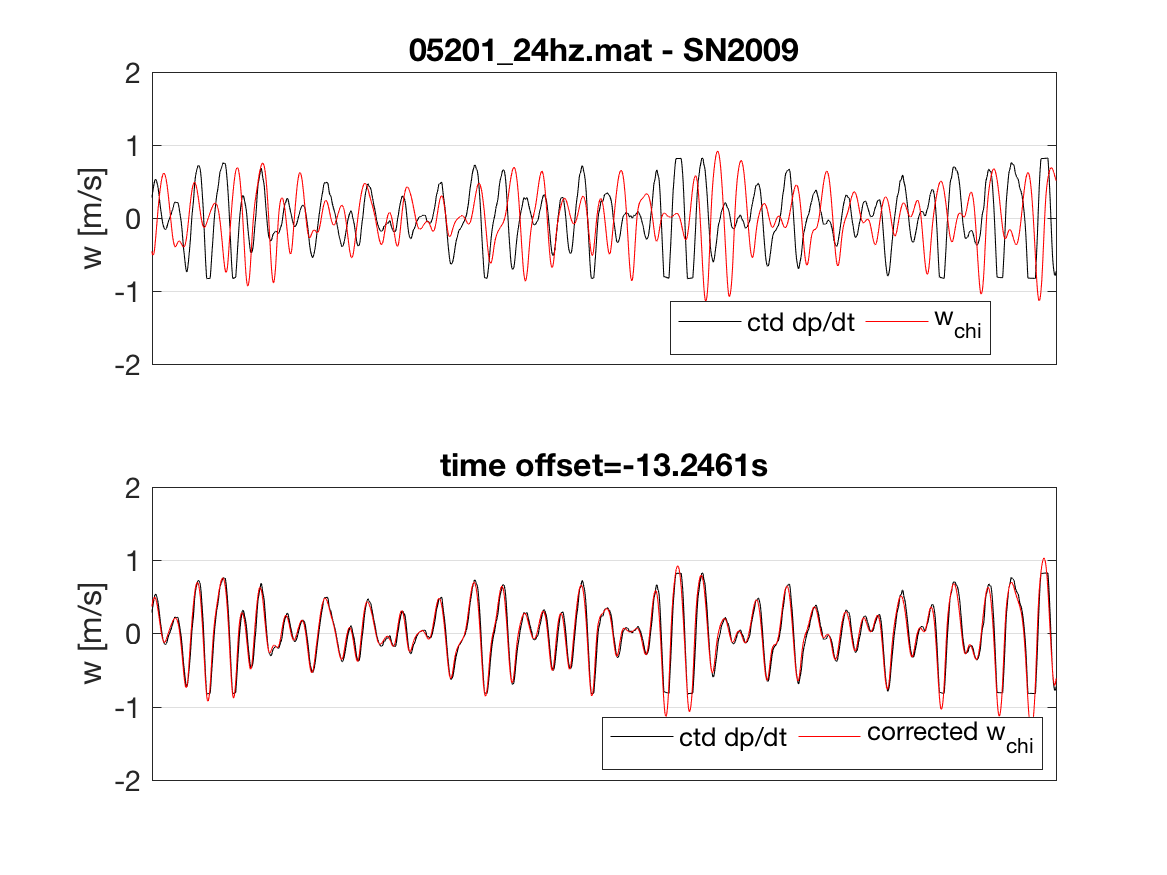 05201_24hz.mat - SN2009
2
1
0
-1
-2
w [m/s]
ctd dp/dt
w_chi
time offset=-13.2461s
2
1
0
-1
-2
w [m/s]
ctd dp/dt
corrected w_chi